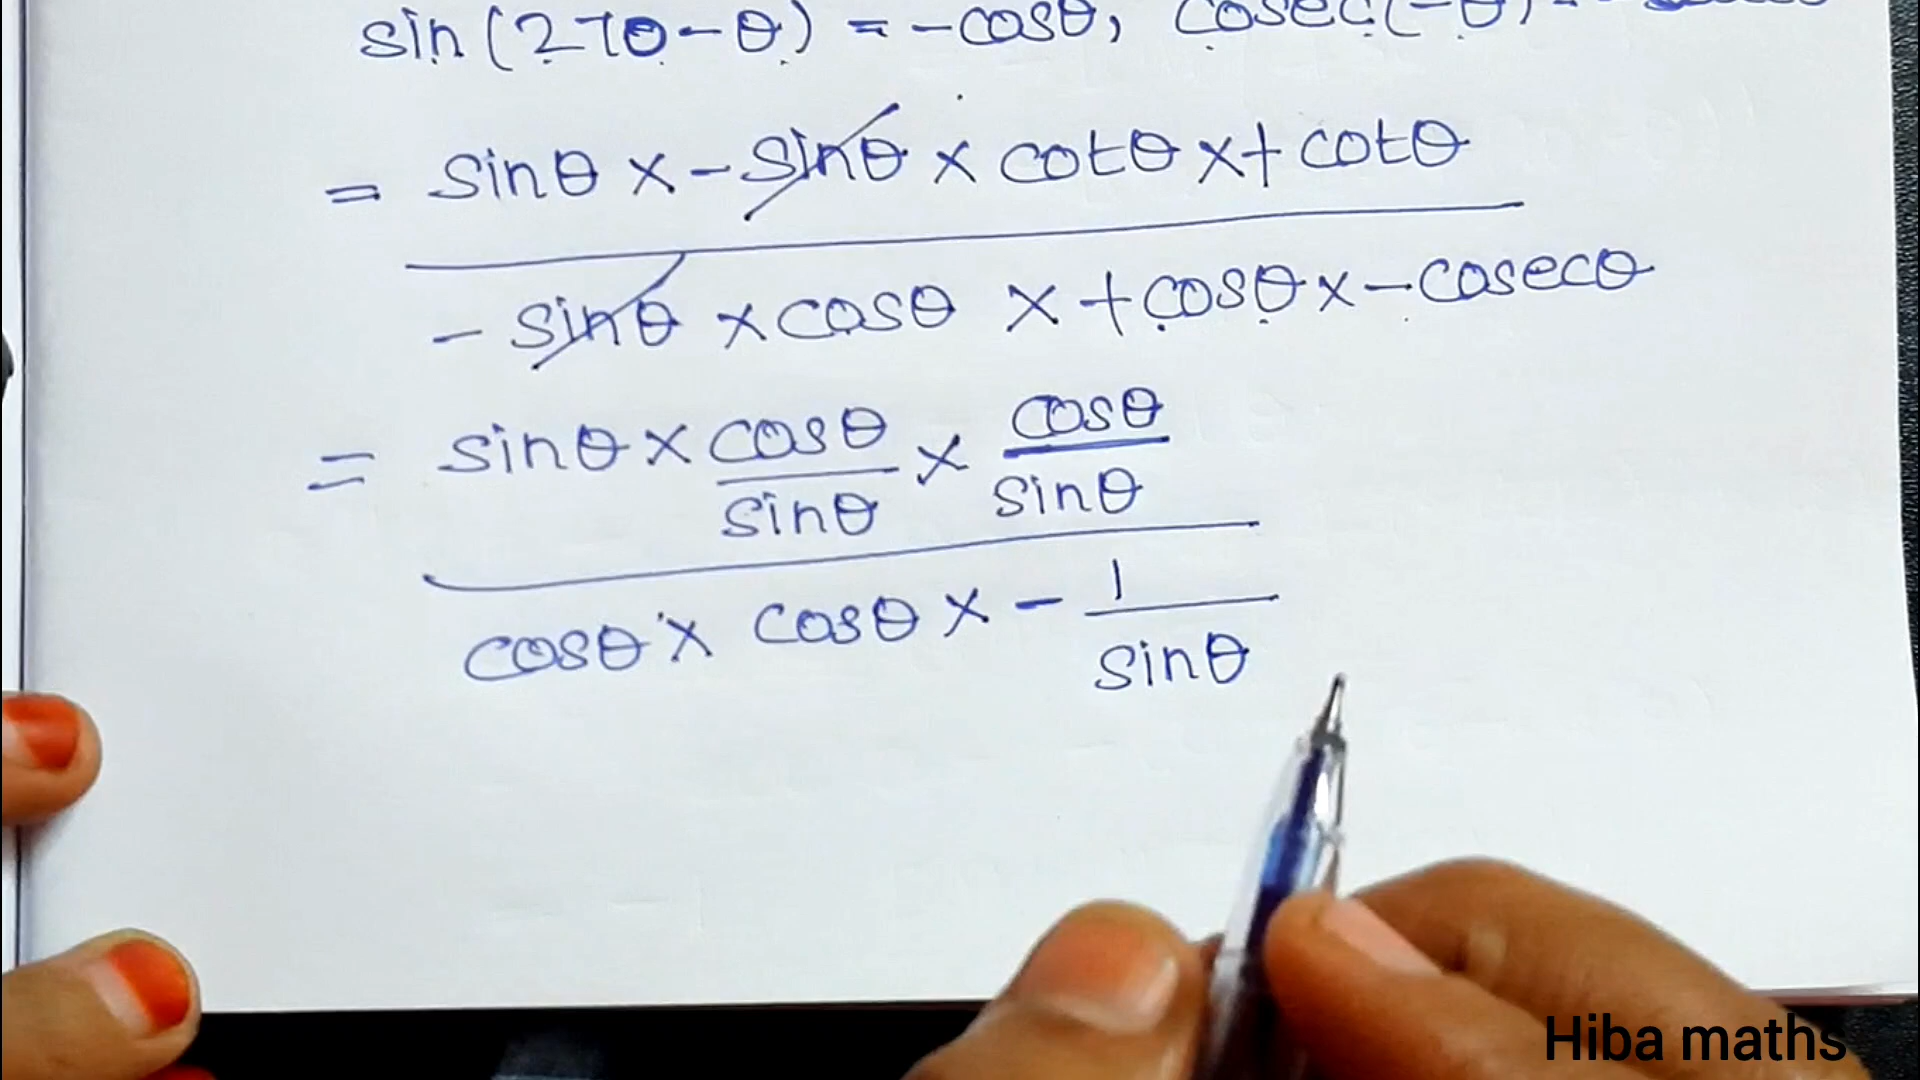 sin(270-θ) = -cosθ, cosec(-θ) =
= sinθ x - sinθ x cotθ x + cotθ
- sinθ x cosθ x + cosθ x - cosecθ
= sinθ x cosθ/sinθ x cosθ/sinθ
cosθ x cosθ x - 1/sinθ
Hiba maths